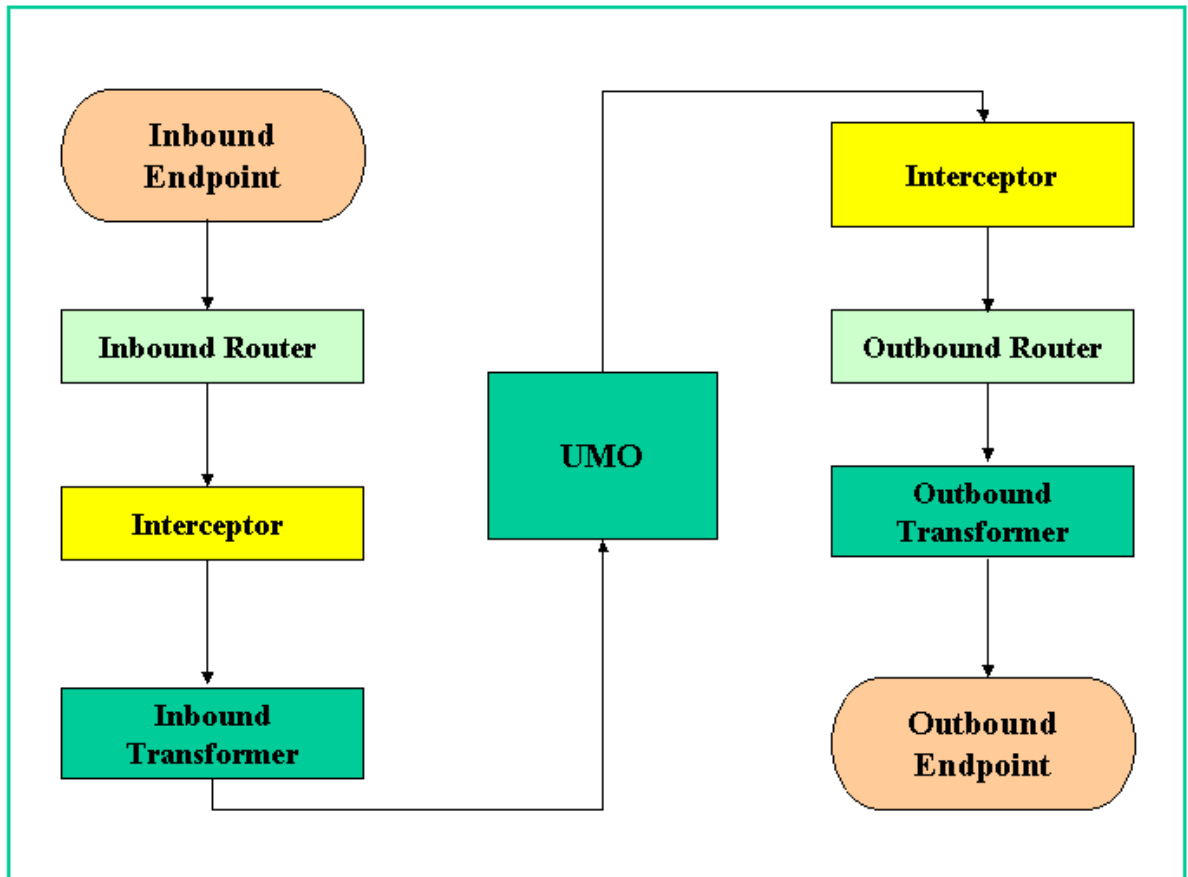 Inbound
Endpoint
Inbound Router
Interceptor
Inbound
Transformer
UMO
Interceptor
Outbound Router
Outbound
Transformer
Outbound
Endpoint